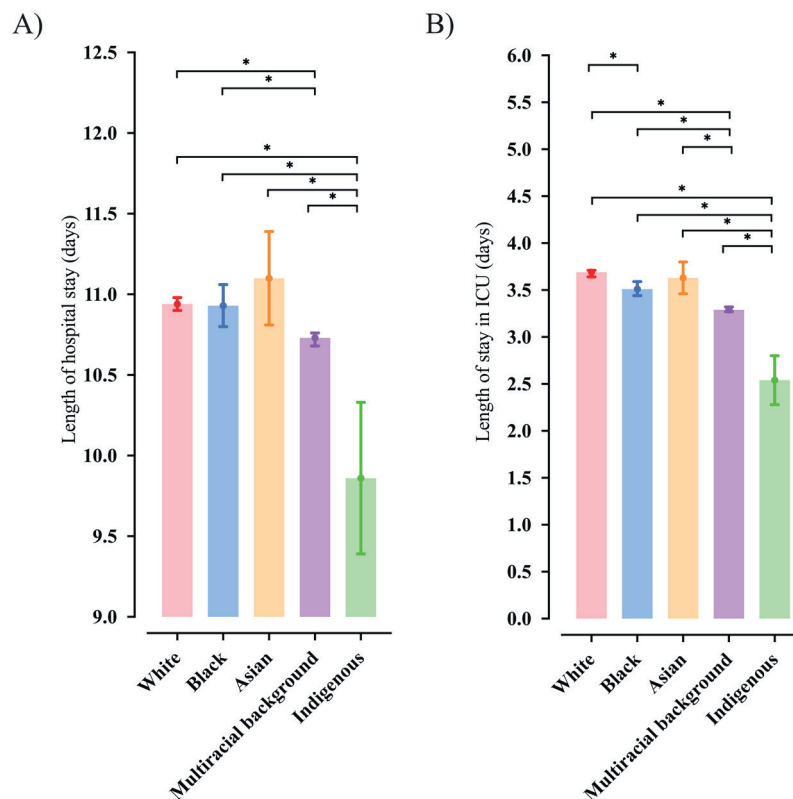 A)
Length of hospital stay (days)
12.5
12.0
11.5
11.0
10.5
10.0
9.5
9.0
*
*
*
*
*
*
White
Black
Asian
Multiracial background
Indigenous
B)
Length of stay in ICU (days)
6.0
5.5
5.0
4.5
4.0
3.5
3.0
2.5
2.0
1.5
1.0
0.5
0.0
*
*
*
*
*
*
*
*
White
Black
Asian
Multiracial background
Indigenous